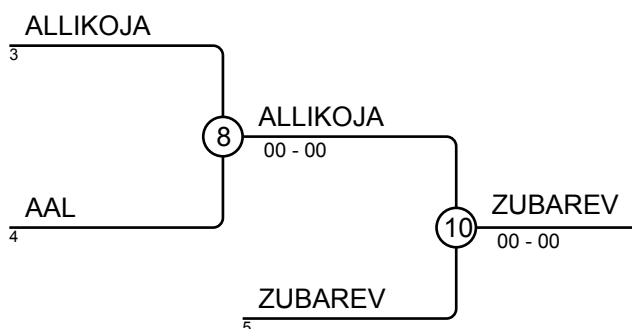 ALLIKOJA
3
8
ALLIKOJA
00 - 00
AAL
4
10
ZUBAREV
00 - 00
ZUBAREV
5